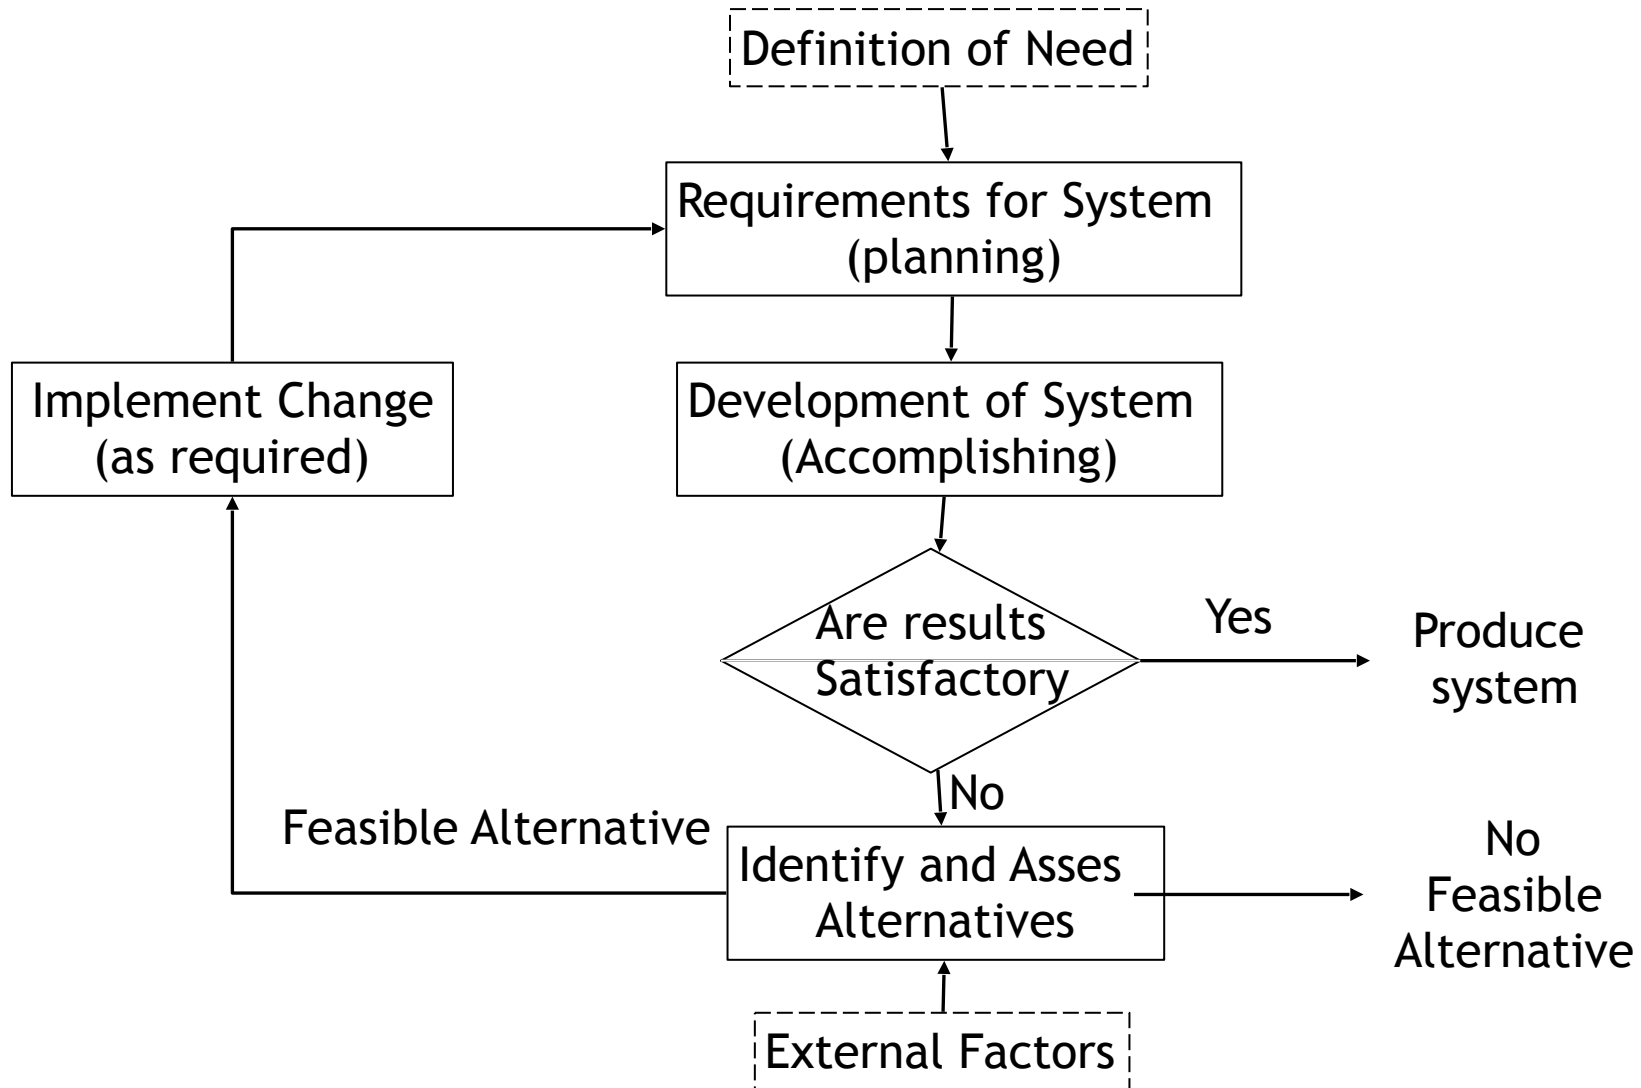 Definition of Need
Requirements for System
(planning)
Implement Change
(as required)
Development of System
(Accomplishing)
Are results
Satisfactory
Yes
Produce
system
No
Feasible Alternative
Identify and Asses
Alternatives
No
Feasible
Alternative
External Factors